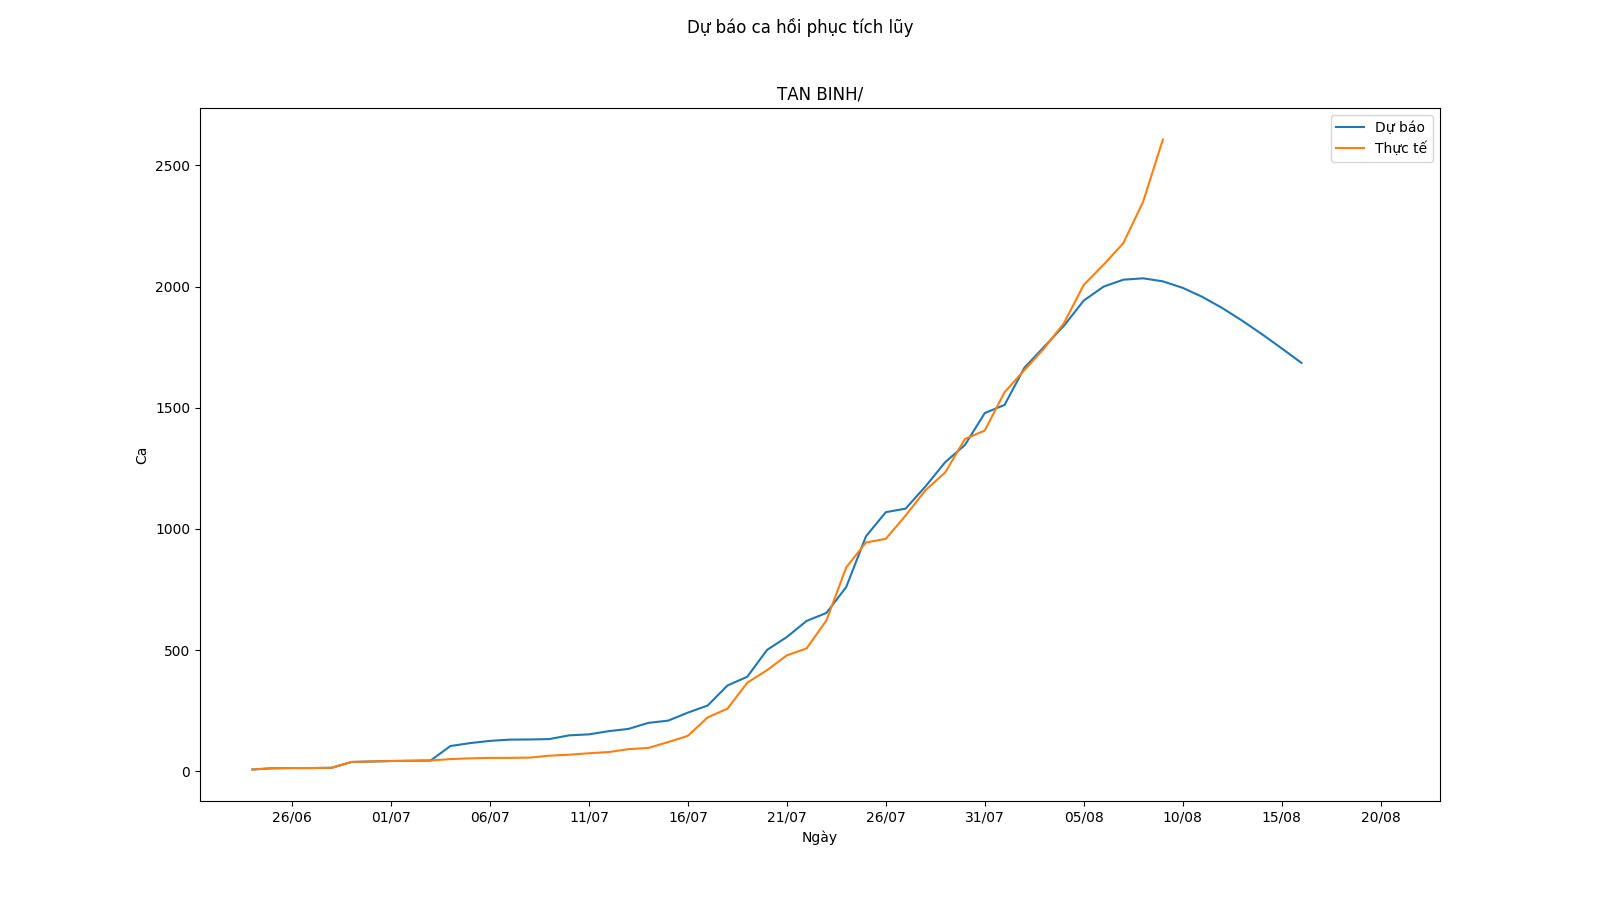 Dự báo ca hồi phục tích lũy
TAN BINH/
Dự báo
Thực tế
2500
2000
1500
1000
500
0
Ca
26/06 01/07 06/07 11/07 16/07 21/07 26/07 31/07 05/08 10/08 15/08 20/08
Ngày